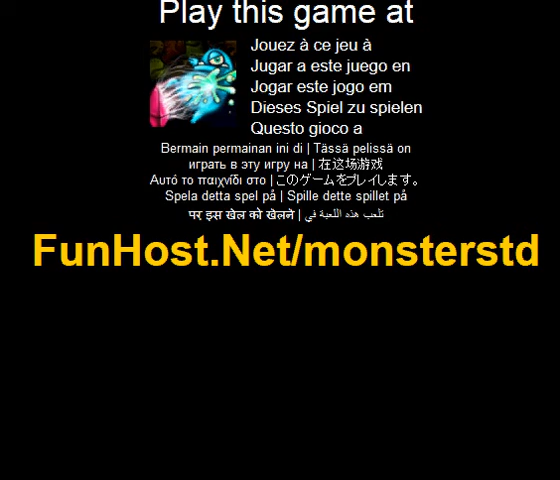 Play this game at
Jouez à ce jeu à
Jugar a este juego en
Jogar este jogo em
Dieses Spiel zu spielen
Questo gioco a
Bermain permainan ini di | Tässä pelissä on
играть в эту игру на | 在这场游戏
Αυτό το παιχνίδι στο | このゲームをプレイします。
Spela detta spel på | Spille dette spillet på
पर इस खेल को खेलने | تلعب هذه اللعبة في
FunHost.Net/monsterstd